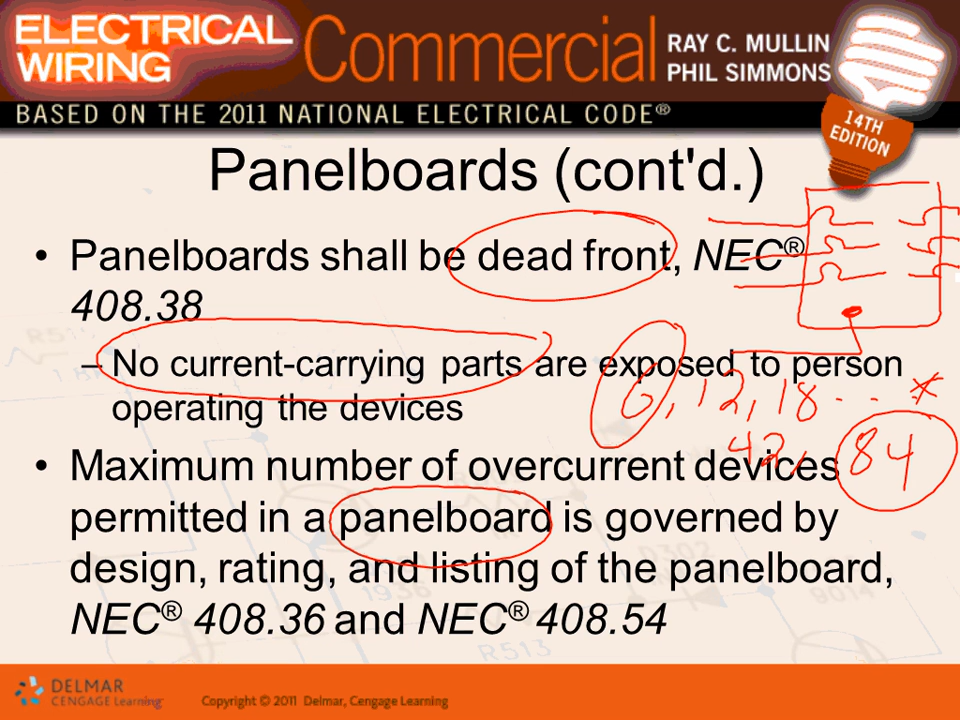 ELECTRICAL WIRING Commercial RAY C. MULLIN
PHIL SIMMONS
BASED ON THE 2011 NATIONAL ELECTRICAL CODE®
14TH EDITION
Panelboards (cont'd.)
• Panelboards shall be dead front, NEC®
408.38
– No current-carrying parts are exposed to person
operating the devices
6, 12, 18 . . . *
42, 84
• Maximum number of overcurrent devices
permitted in a panelboard is governed by
design, rating, and listing of the panelboard,
NEC® 408.36 and NEC® 408.54
DELMAR
CENGAGE Learning
Copyright © 2011 Delmar, Cengage Learning